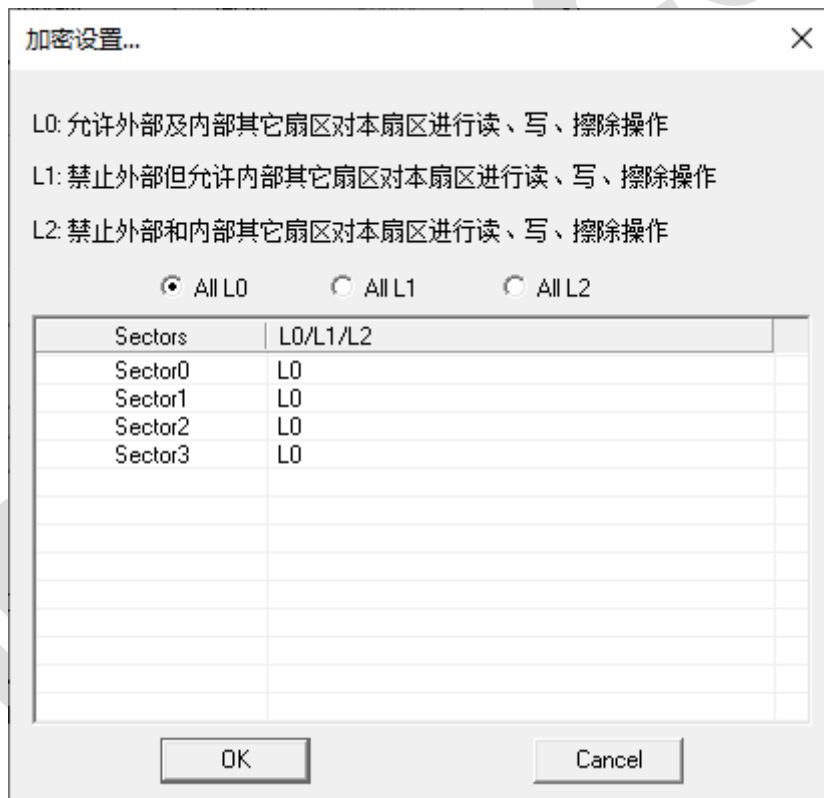 加密设置...
L0: 允许外部及内部其它扇区对本扇区进行读、写、擦除操作
L1: 禁止外部但允许内部其它扇区对本扇区进行读、写、擦除操作
L2: 禁止外部和内部其它扇区对本扇区进行读、写、擦除操作
All L0 All L1 All L2
Sectors L0/L1/L2
Sector0 L0
Sector1 L0
Sector2 L0
Sector3 L0
OK Cancel